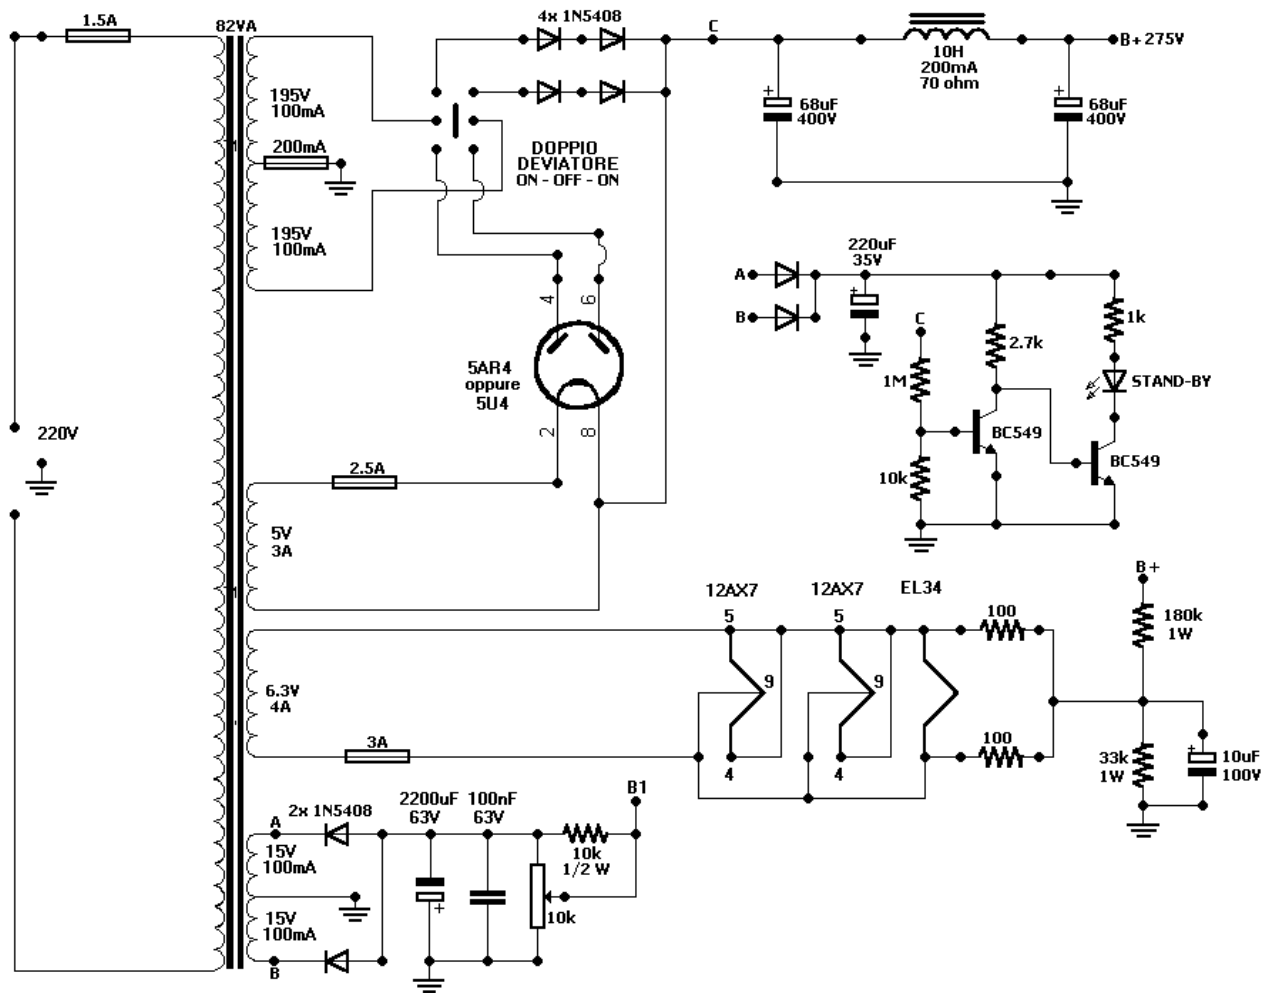 1.5A
82VA
4x 1N5408
C
B+ 275V
10H
200mA
70 ohm
195V
100mA
68uF
400V
68uF
400V
200mA
DOPPIO
DEVIATORE
ON - OFF - ON
195V
100mA
220uF
35V
A
B
4
6
C
1k
2.7k
5AR4
oppure
5U4
1M
STAND-BY
2
8
BC549
BC549
220V
2.5A
10k
5V
3A
12AX7
12AX7
EL34
B+
5
5
100
180k
1W
9
9
6.3V
4A
3A
4
4
100
33k
1W
10uF
100V
B1
2x 1N5408
2200uF
63V
100nF
63V
A
15V
100mA
10k
1/2 W
15V
100mA
10k
B